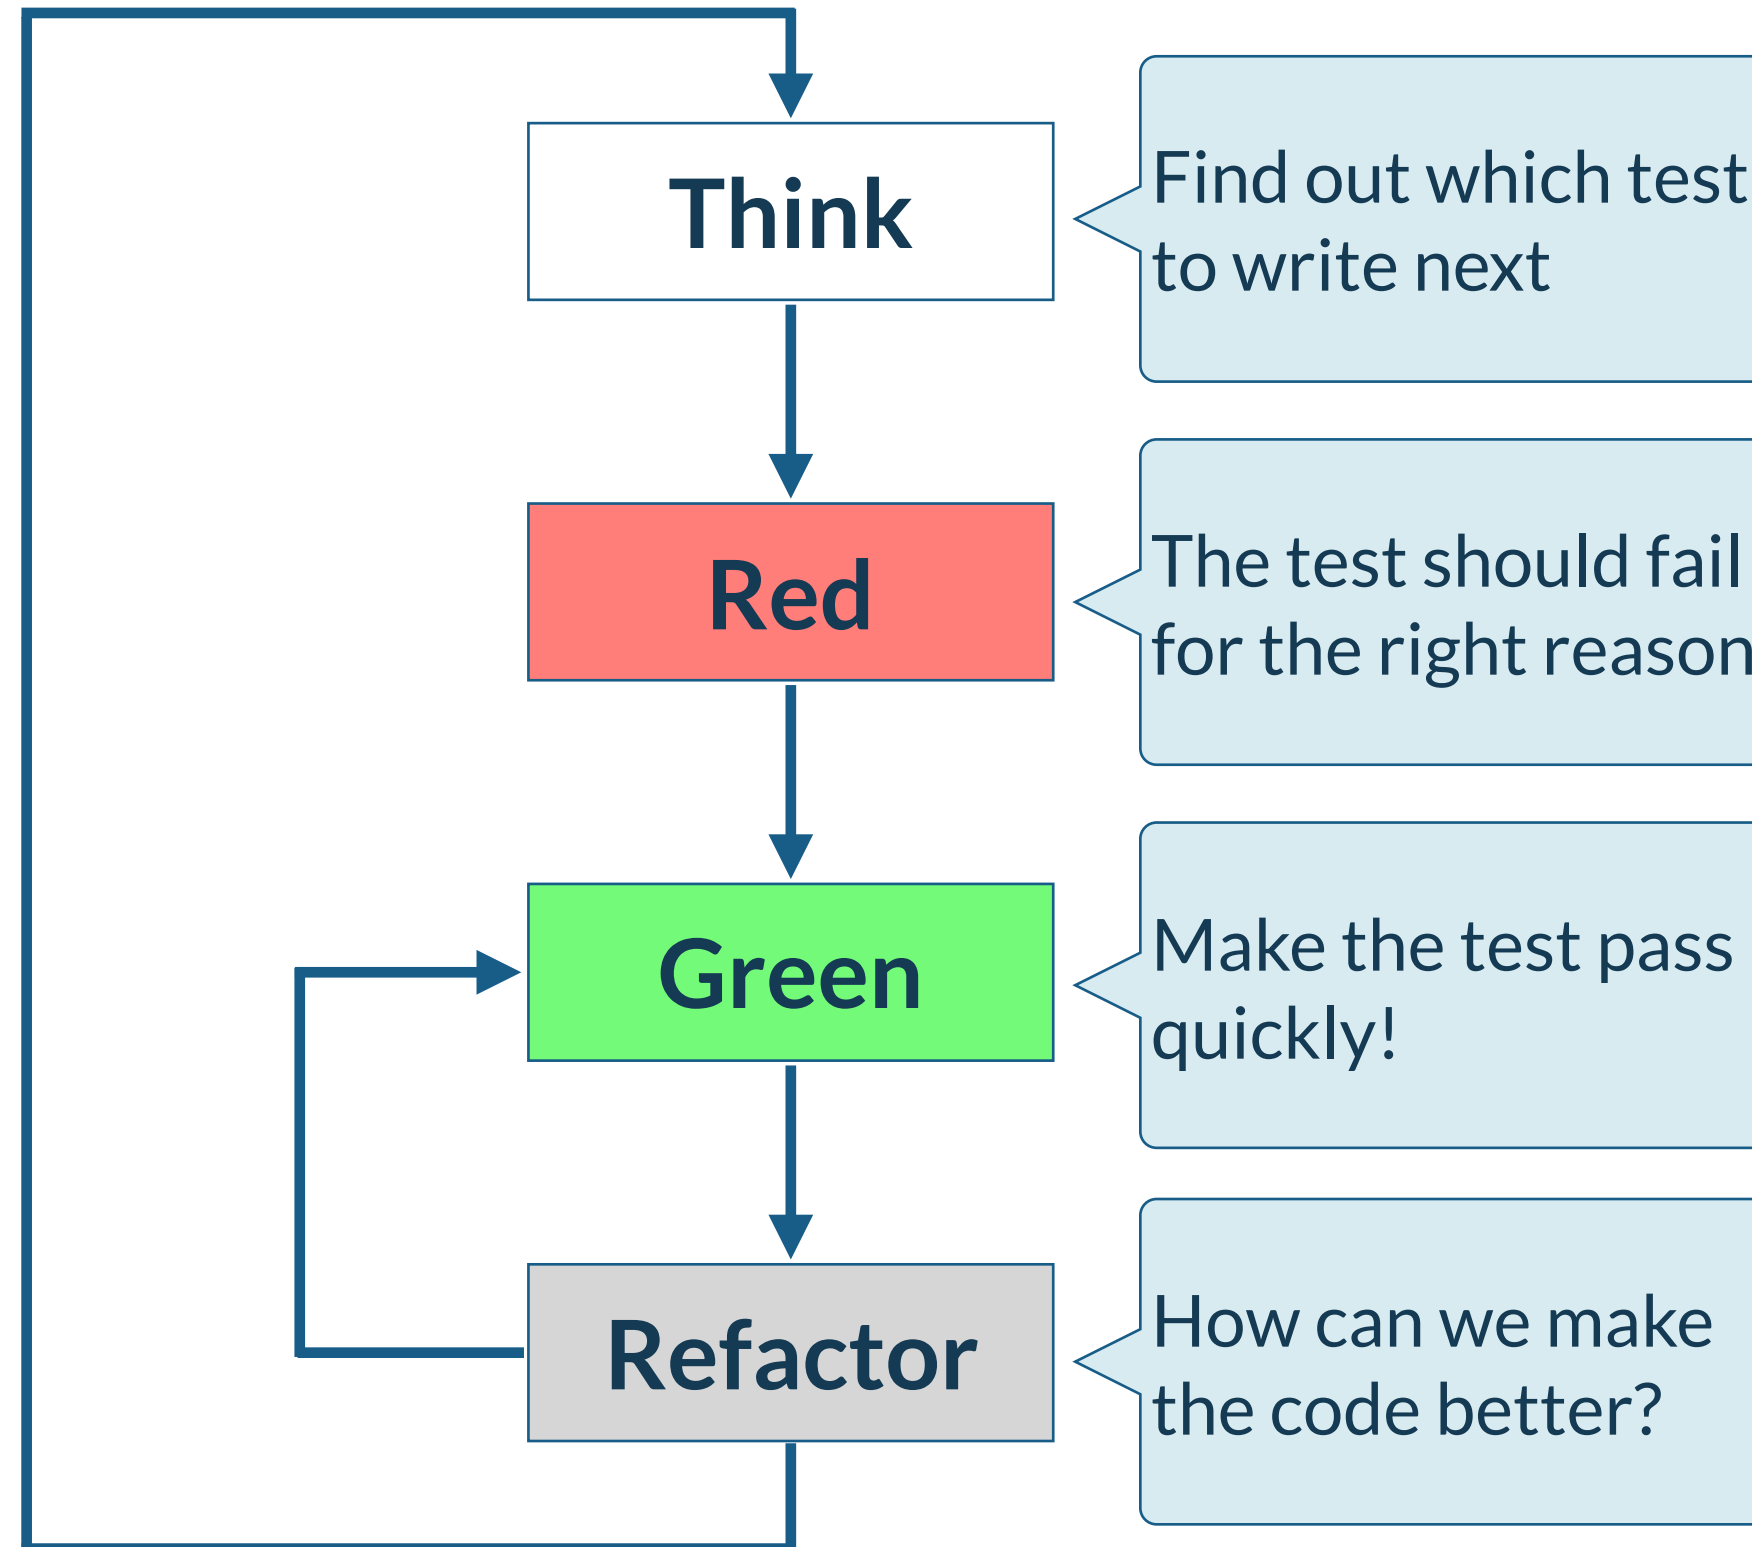 Think
Find out which test
to write next
Red
The test should fail
for the right reason
Green
Make the test pass
quickly!
Refactor
How can we make
the code better?